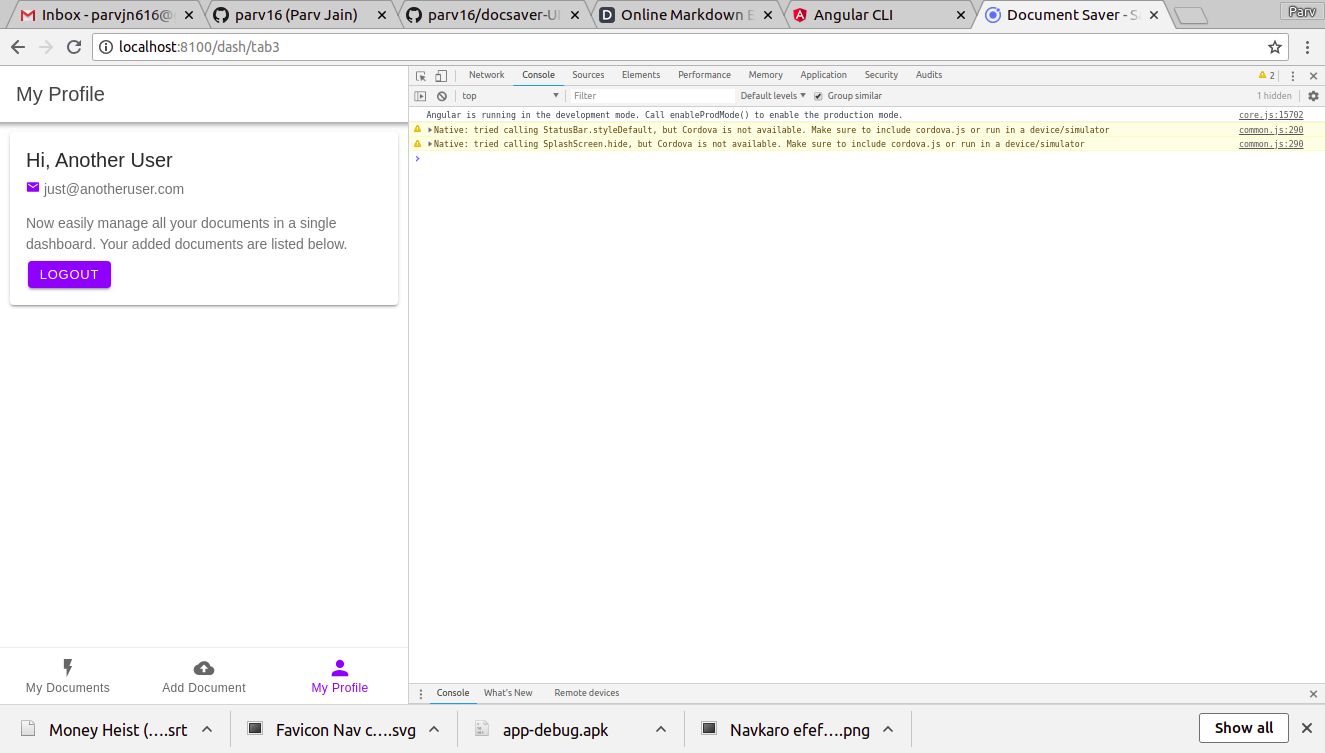 Inbox - parvjn616@
parv16 (Parv Jain)
parv16/docsaver-UI
Online Markdown E
Angular CLI
Document Saver - S
Parv
localhost:8100/dash/tab3
My Profile
Hi, Another User
just@anotheruser.com
Now easily manage all your documents in a single
dashboard. Your added documents are listed below.
LOGOUT
My Documents
Add Document
My Profile
Network Console Sources Elements Performance Memory Application Security Audits 2
top Filter Default levels Group similar 1 hidden
Angular is running in the development mode. Call enableProdMode() to enable the production mode. core.js:15702
Native: tried calling StatusBar.styleDefault, but Cordova is not available. Make sure to include cordova.js or run in a device/simulator common.js:290
Native: tried calling SplashScreen.hide, but Cordova is not available. Make sure to include cordova.js or run in a device/simulator common.js:290
Console What's New Remote devices
Money Heist (....srt
Favicon Nav c....svg
app-debug.apk
Navkaro efef....png
Show all